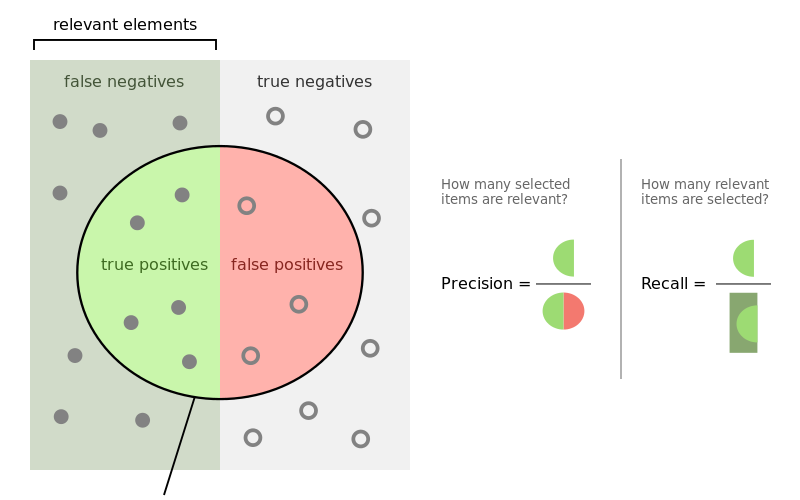 relevant elements
false negatives
true negatives
true positives
false positives
How many selected
items are relevant?
Precision =
How many relevant
items are selected?
Recall =